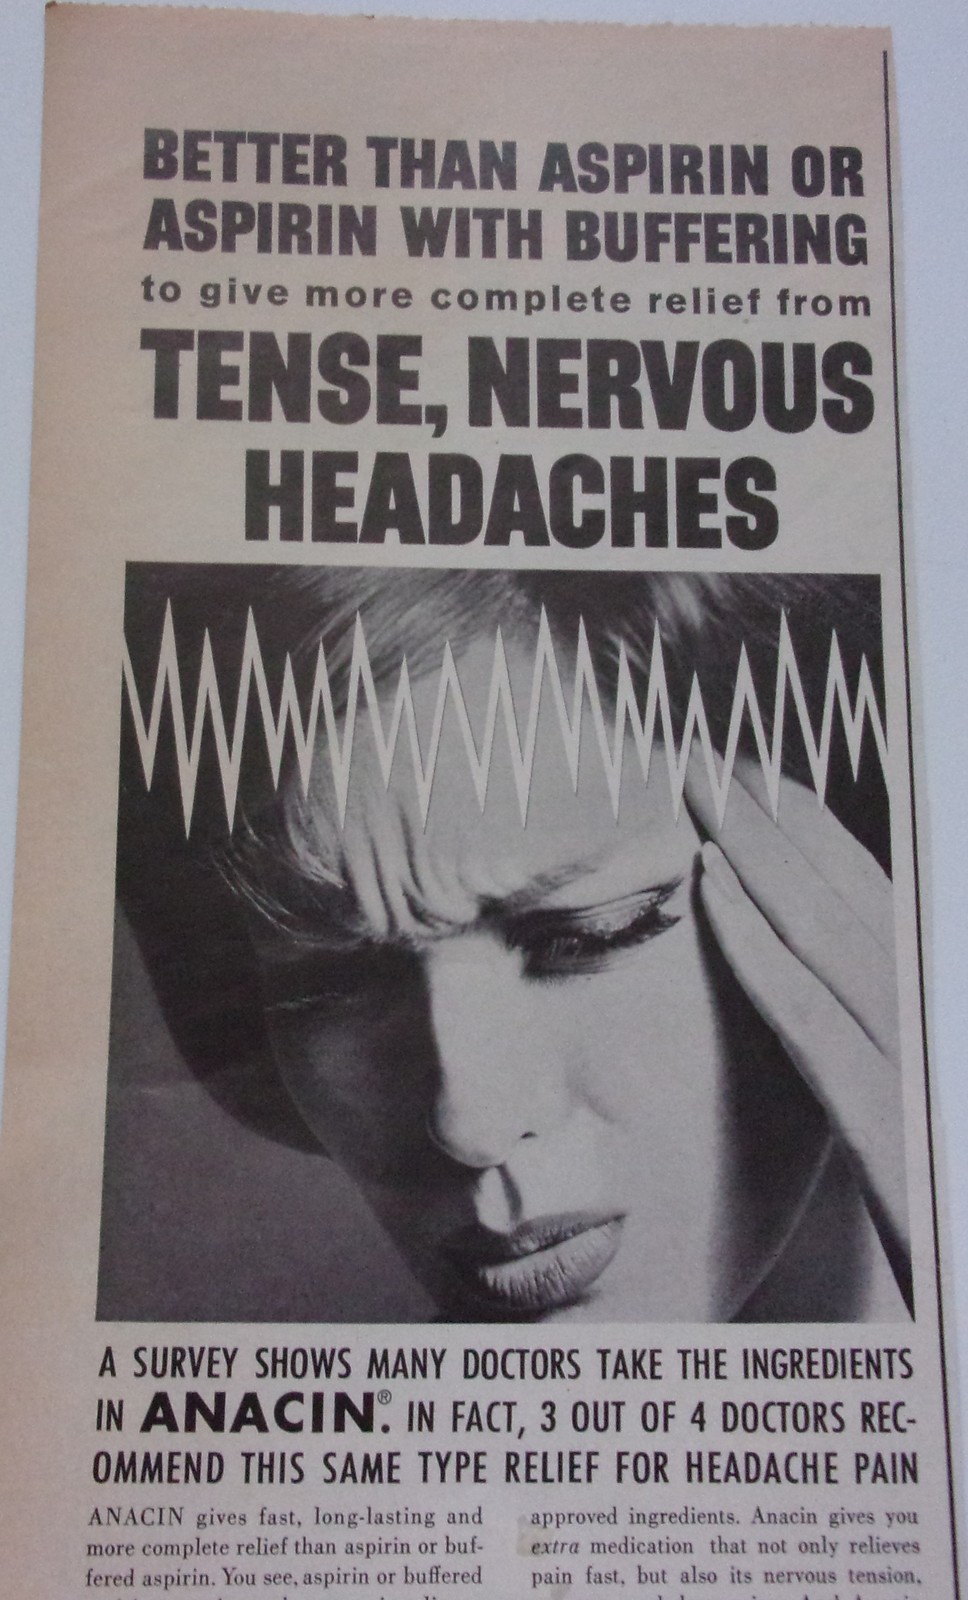 BETTER THAN ASPIRIN OR
ASPIRIN WITH BUFFERING
to give more complete relief from
TENSE, NERVOUS
HEADACHES
A SURVEY SHOWS MANY DOCTORS TAKE THE INGREDIENTS
IN ANACIN®. IN FACT, 3 OUT OF 4 DOCTORS REC-
OMMEND THIS SAME TYPE RELIEF FOR HEADACHE PAIN
ANACIN gives fast, long-lasting and
more complete relief than aspirin or buf-
fered aspirin. You see, aspirin or buffered
approved ingredients. Anacin gives you
extra medication that not only relieves
pain fast, but also its nervous tension,